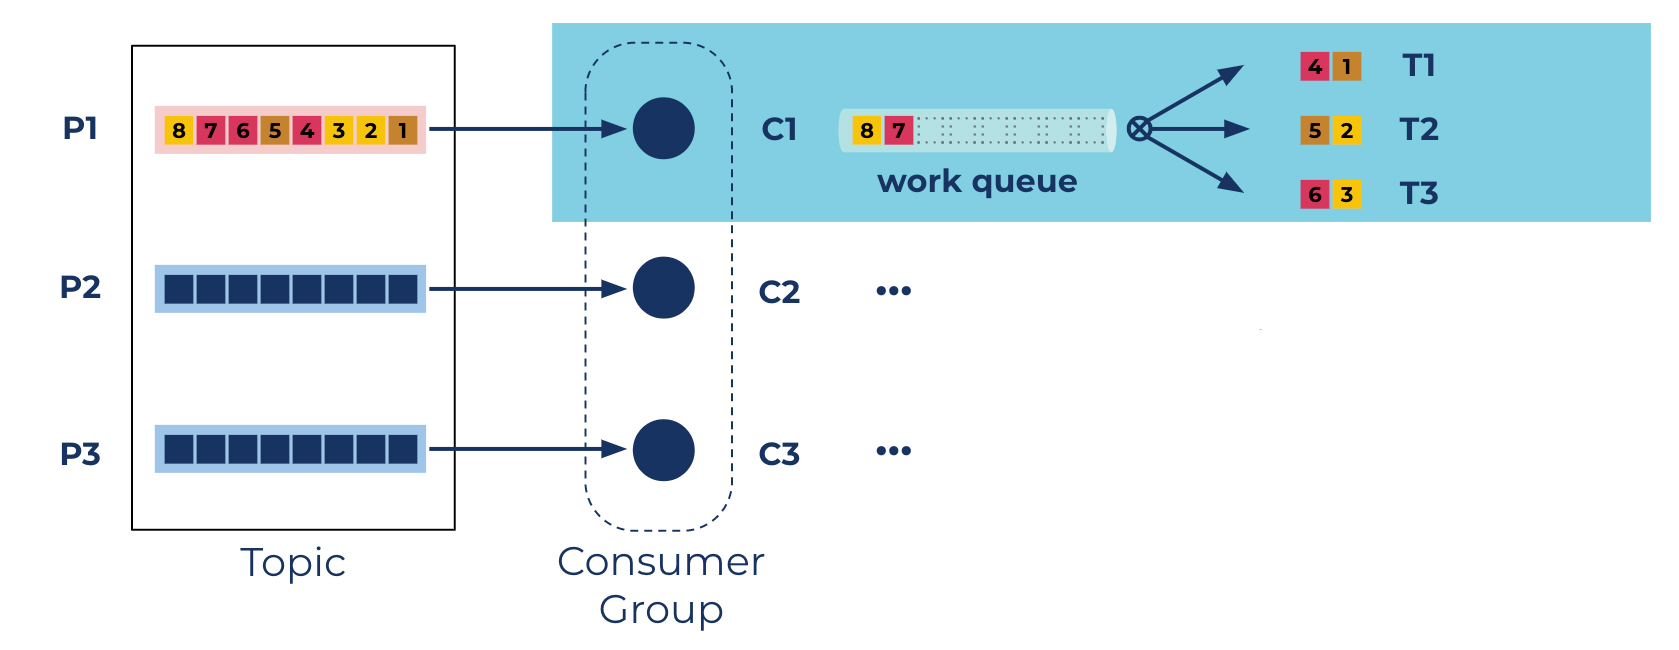 P1
8 7 6 5 4 3 2 1
C1
8 7
work queue
4 1 T1
5 2 T2
6 3 T3
P2
C2
•••
P3
C3
•••
Topic
Consumer
Group